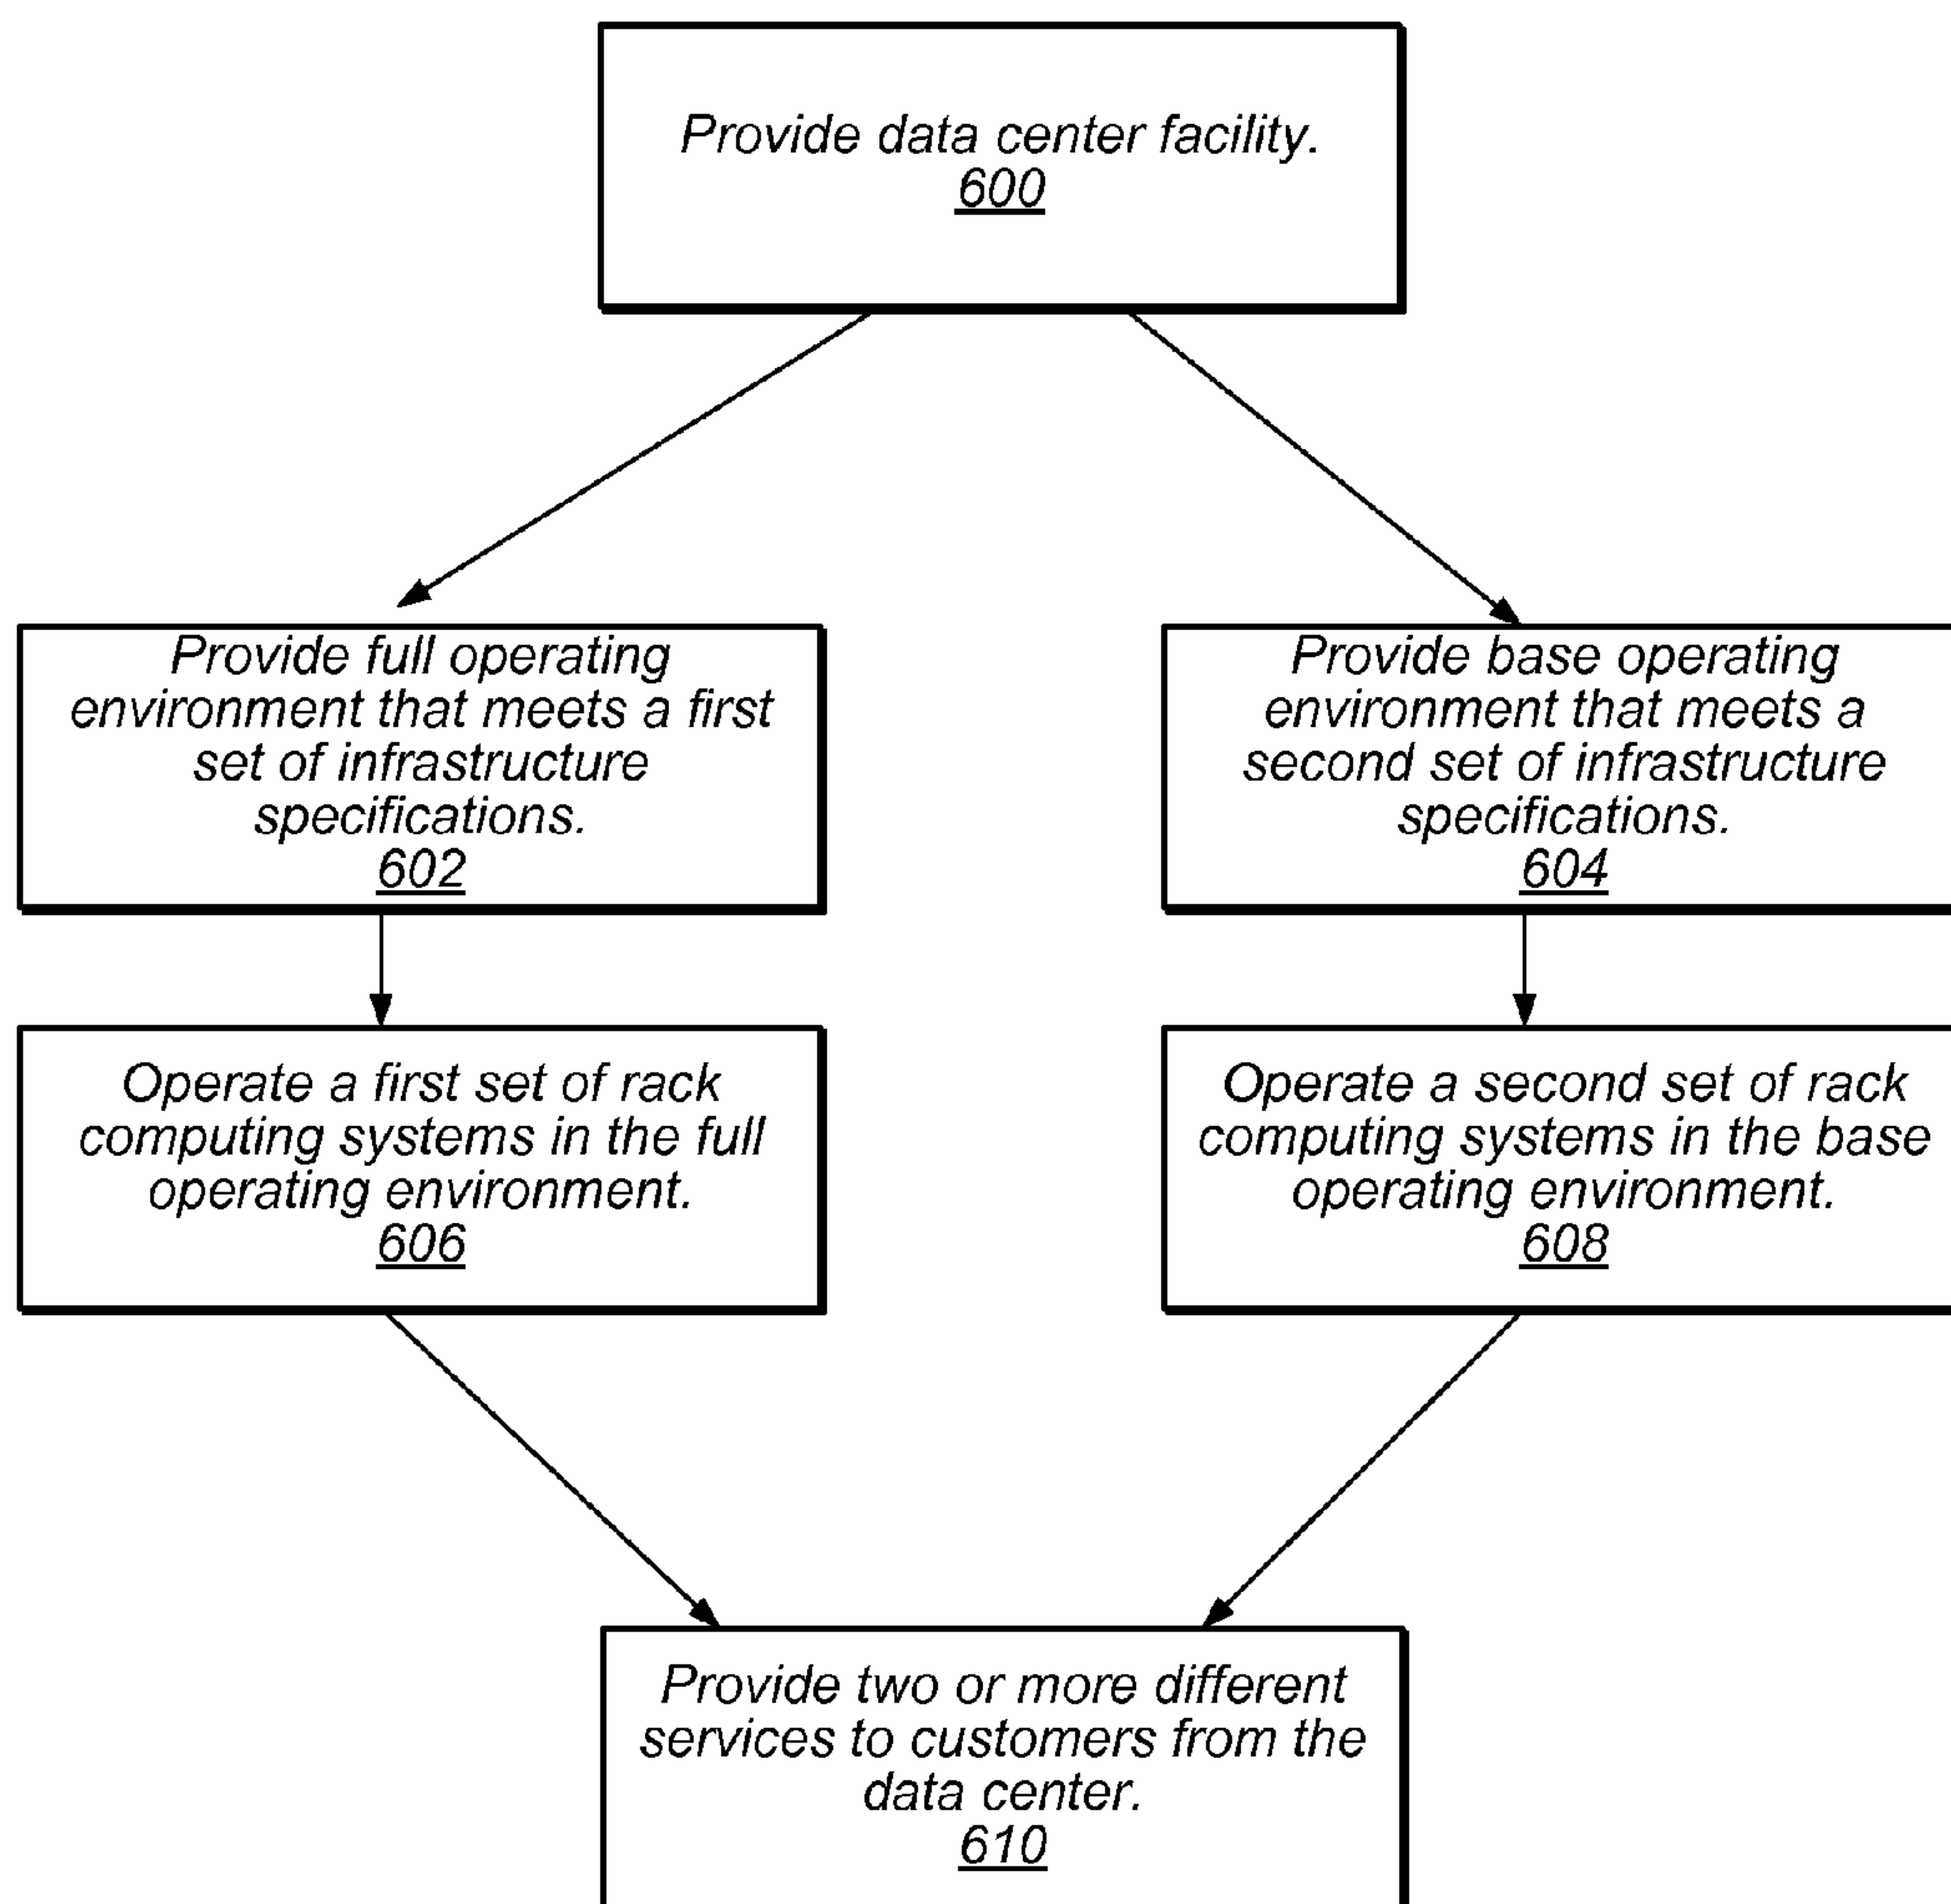 Provide data center facility.
600
Provide full operating
environment that meets a first
set of infrastructure
specifications.
602
Provide base operating
environment that meets a
second set of infrastructure
specifications.
604
Operate a first set of rack
computing systems in the full
operating environment.
606
Operate a second set of rack
computing systems in the base
operating environment.
608
Provide two or more different
services to customers from the
data center.
610